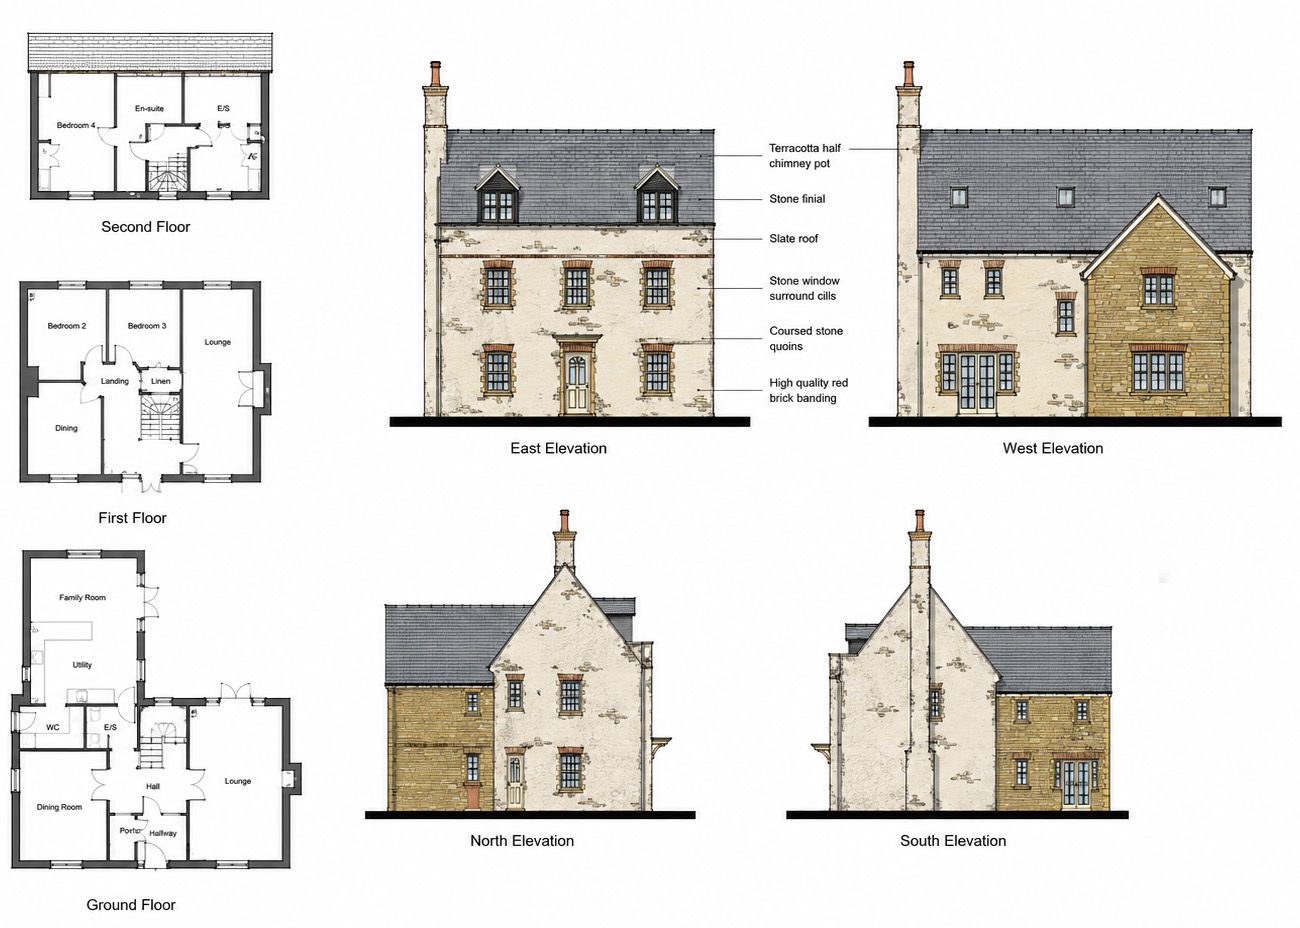 Bedroom 4
En-suite
E/S
Second Floor
Bedroom 2
Bedroom 3
Lounge
Landing
Linen
Dining
First Floor
Family Room
Utility
WC
E/S
Hall
Lounge
Dining Room
Hallway
Ground Floor
Terracotta half
chimney pot
Stone finial
Slate roof
Stone window
surround cills
Coursed stone
quoins
High quality red
brick banding
East Elevation
West Elevation
North Elevation
South Elevation